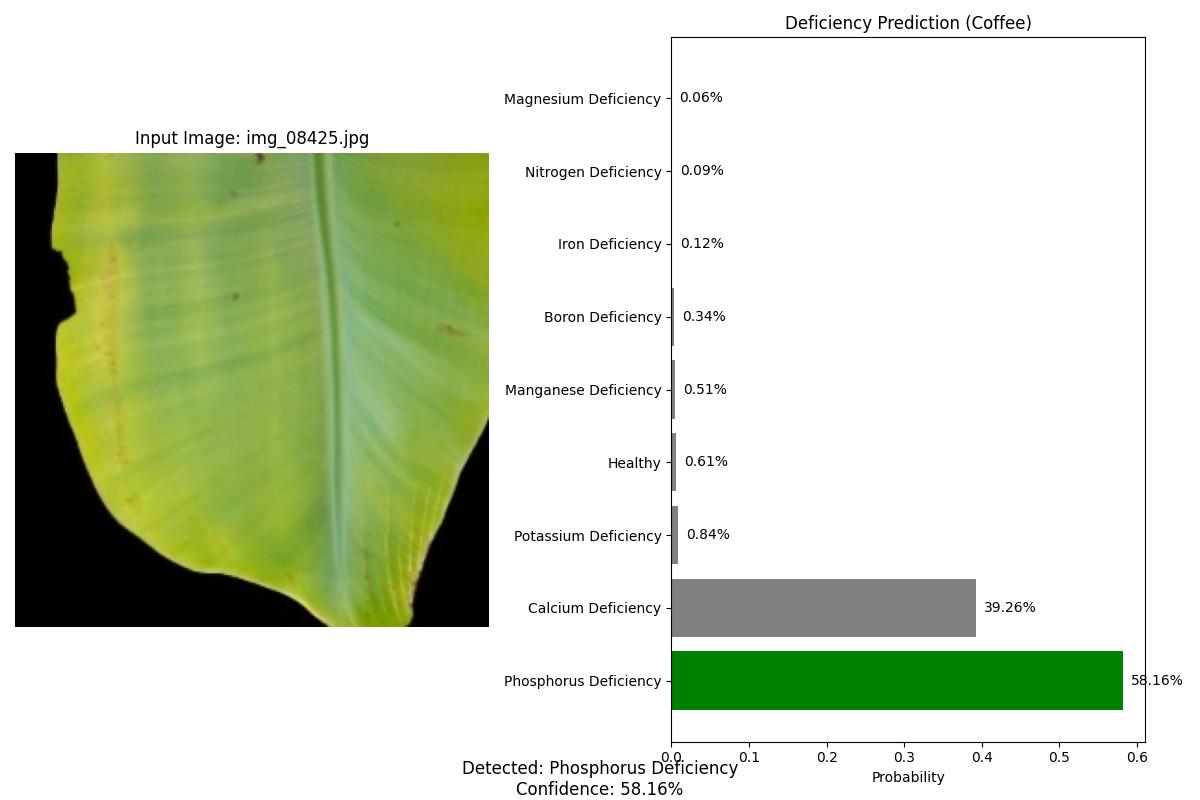 Deficiency Prediction (Coffee)
Input Image: img_08425.jpg
Magnesium Deficiency 0.06%
Nitrogen Deficiency 0.09%
Iron Deficiency 0.12%
Boron Deficiency 0.34%
Manganese Deficiency 0.51%
Healthy 0.61%
Potassium Deficiency 0.84%
Calcium Deficiency 39.26%
Phosphorus Deficiency 58.16%
0.0 0.1 0.2 0.3 0.4 0.5 0.6
Probability
Detected: Phosphorus Deficiency
Confidence: 58.16%